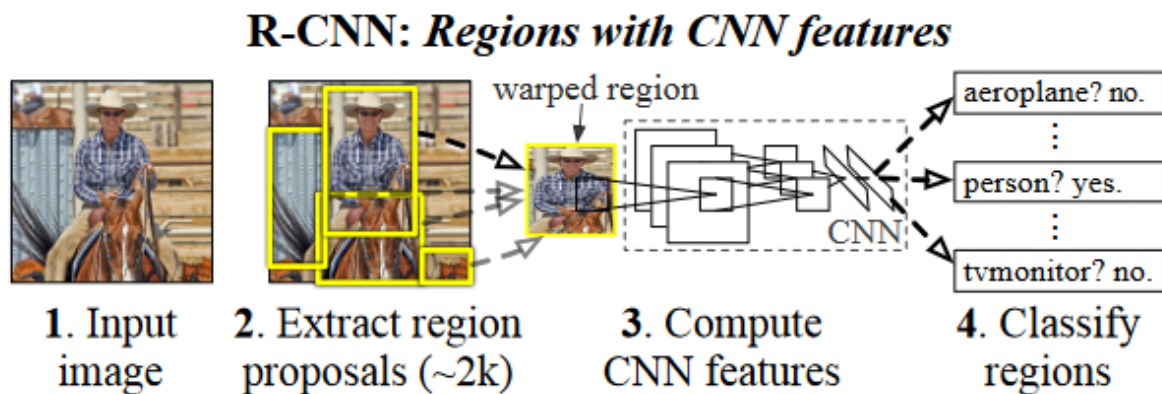 R-CNN: Regions with CNN features
warped region
aeroplane? no.
⋮
person? yes.
⋮
tvmonitor? no.
CNN
1. Input
image
2. Extract region
proposals (~2k)
3. Compute
CNN features
4. Classify
regions